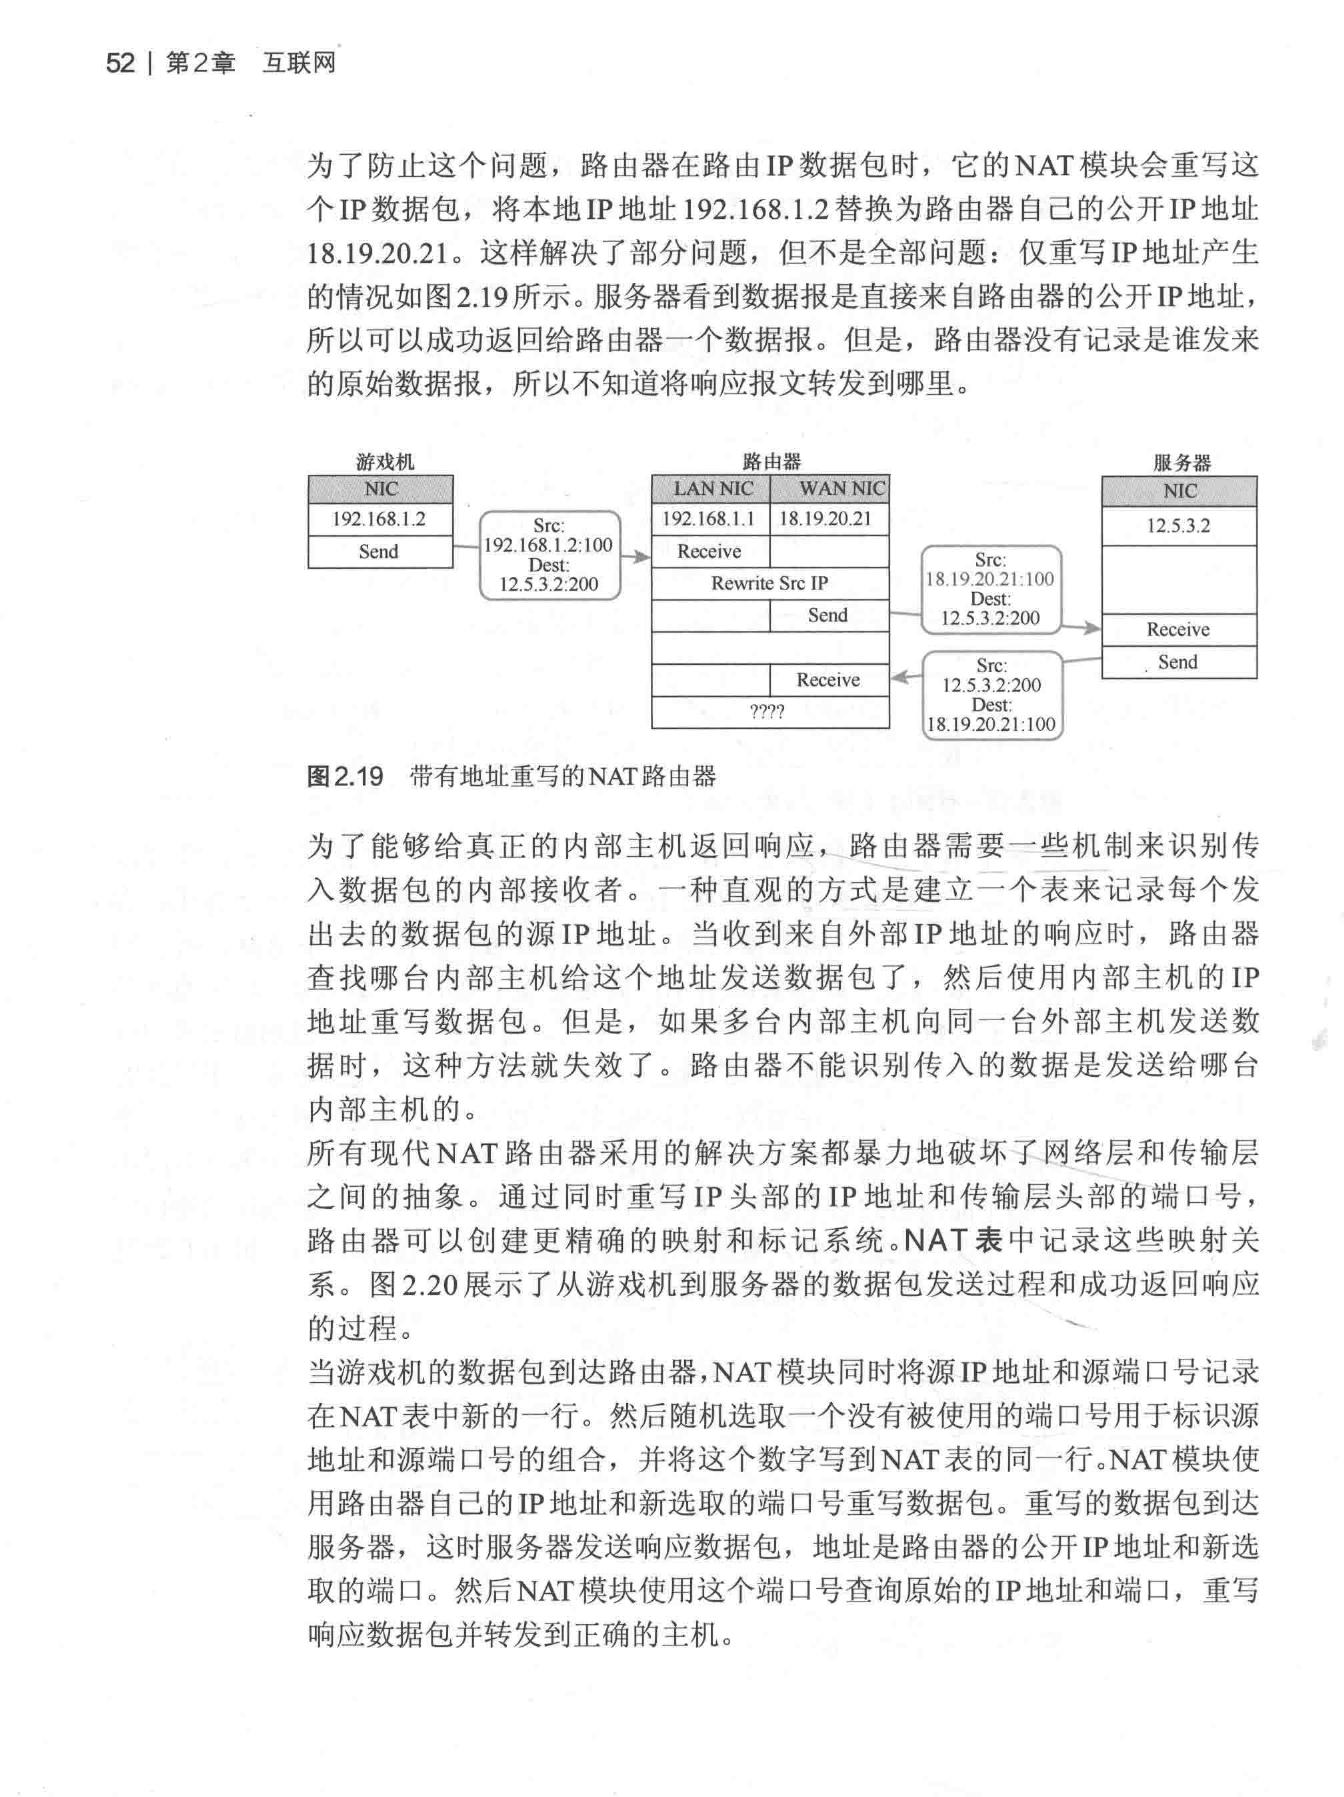 52 | 第2章 互联网
为了防止这个问题，路由器在路由IP数据包时，它的NAT模块会重写这
个IP数据包，将本地IP地址192.168.1.2替换为路由器自己的公开IP地址
18.19.20.21。这样解决了部分问题，但不是全部问题：仅重写IP地址产生
的情况如图2.19所示。服务器看到数据报是直接来自路由器的公开IP地址，
所以可以成功返回给路由器一个数据报。但是，路由器没有记录是谁发来
的原始数据报，所以不知道将响应报文转发到哪里。
游戏机
NIC
192.168.1.2
Send
Src:
192.168.1.2:100
Dest:
12.5.3.2:200
路由器
LAN NIC WAN NIC
192.168.1.1 18.19.20.21
Receive
Rewrite Src IP
Send
Receive
????
Src:
18.19.20.21:100
Dest:
12.5.3.2:200
Src:
12.5.3.2:200
Dest:
18.19.20.21:100
服务器
NIC
12.5.3.2
Receive
Send
图2.19 带有地址重写的NAT路由器
为了能够给真正的内部主机返回响应，路由器需要一些机制来识别传
入数据包的内部接收者。一种直观的方式是建立一个表来记录每个发
出去的数据包的源IP地址。当收到来自外部IP地址的响应时，路由器
查找哪台内部主机给这个地址发送数据包了，然后使用内部主机的IP
地址重写数据包。但是，如果多台内部主机向同一台外部主机发送数
据时，这种方法就失效了。路由器不能识别传入的数据是发送给哪台
内部主机的。
所有现代NAT路由器采用的解决方案都暴力地破坏了网络层和传输层
之间的抽象。通过同时重写IP头部的IP地址和传输层头部的端口号，
路由器可以创建更精确的映射和标记系统。NAT表中记录这些映射关
系。图2.20展示了从游戏机到服务器的数据包发送过程和成功返回响应
的过程。
当游戏机的数据包到达路由器，NAT模块同时将源IP地址和源端口号记录
在NAT表中新的一行。然后随机选取一个没有被使用的端口号用于标识源
地址和源端口号的组合，并将这个数字写到NAT表的同一行。NAT模块使
用路由器自己的IP地址和新选取的端口号重写数据包。重写的数据包到达
服务器，这时服务器发送响应数据包，地址是路由器的公开IP地址和新选
取的端口。然后NAT模块使用这个端口号查询原始的IP地址和端口，重写
响应数据包并转发到正确的主机。